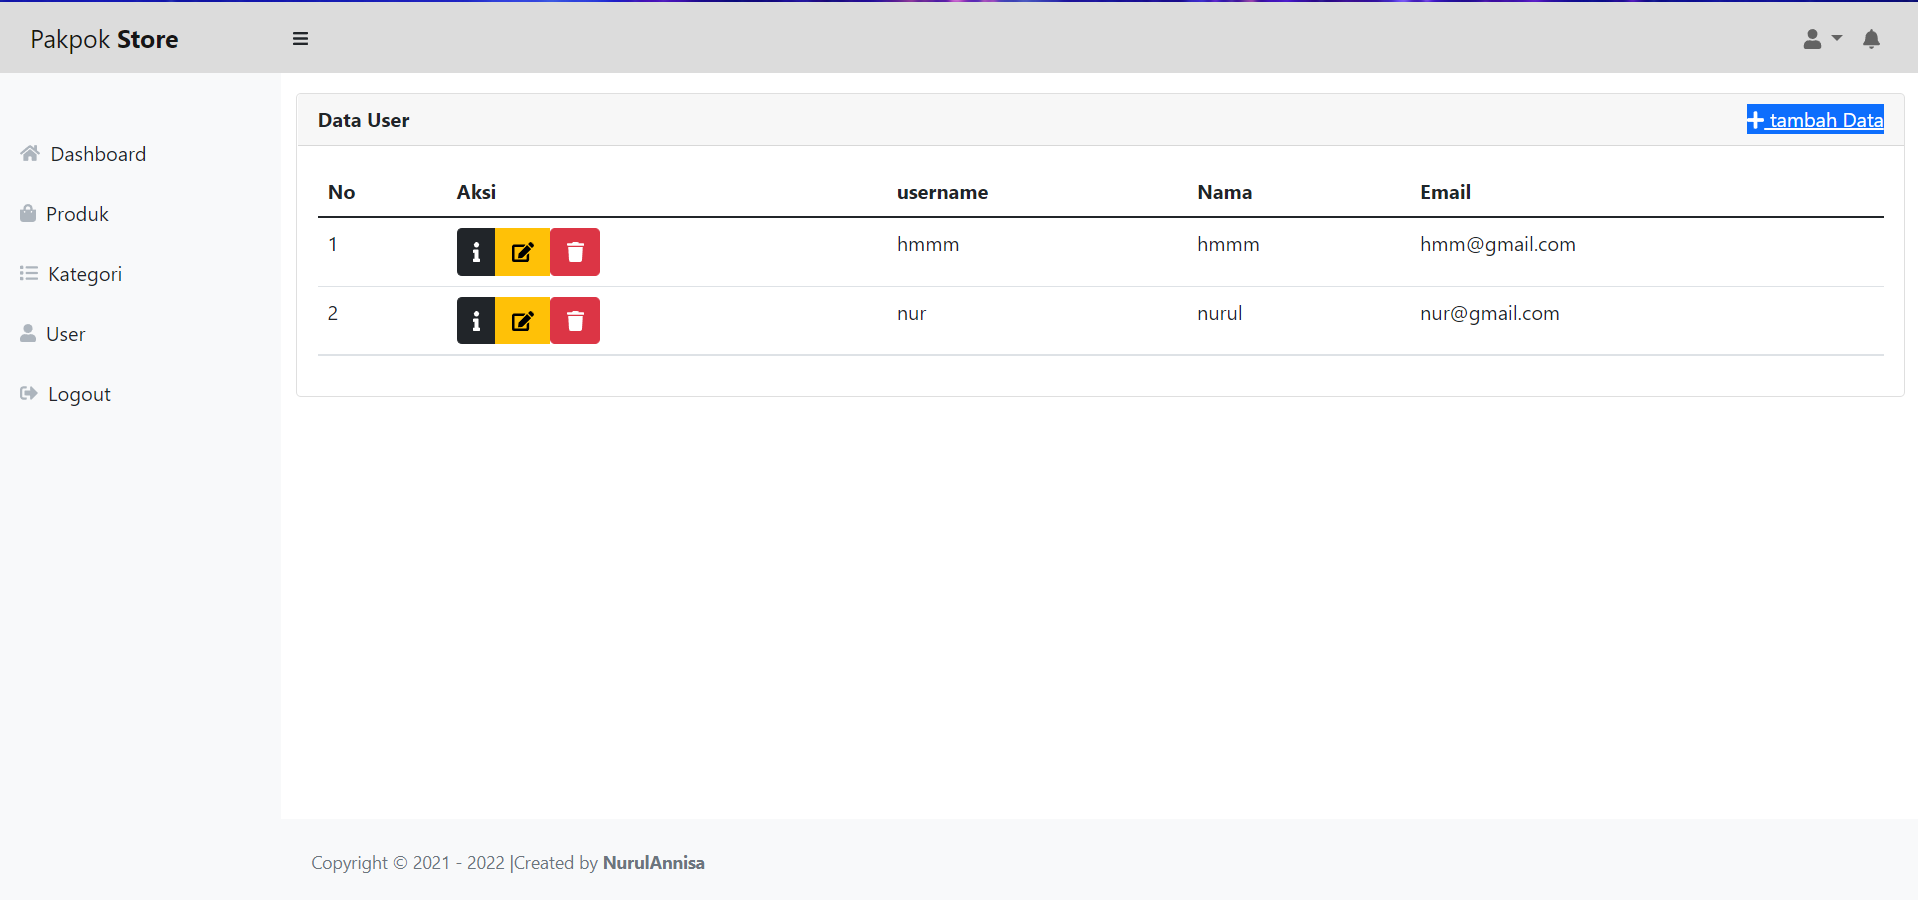 Pakpok Store
Dashboard
Produk
Kategori
User
Logout
Data User
tambah Data
No Aksi username Nama Email
1 hmmm hmmm hmm@gmail.com
2 nur nurul nur@gmail.com
Copyright © 2021 - 2022 |Created by NurulAnnisa